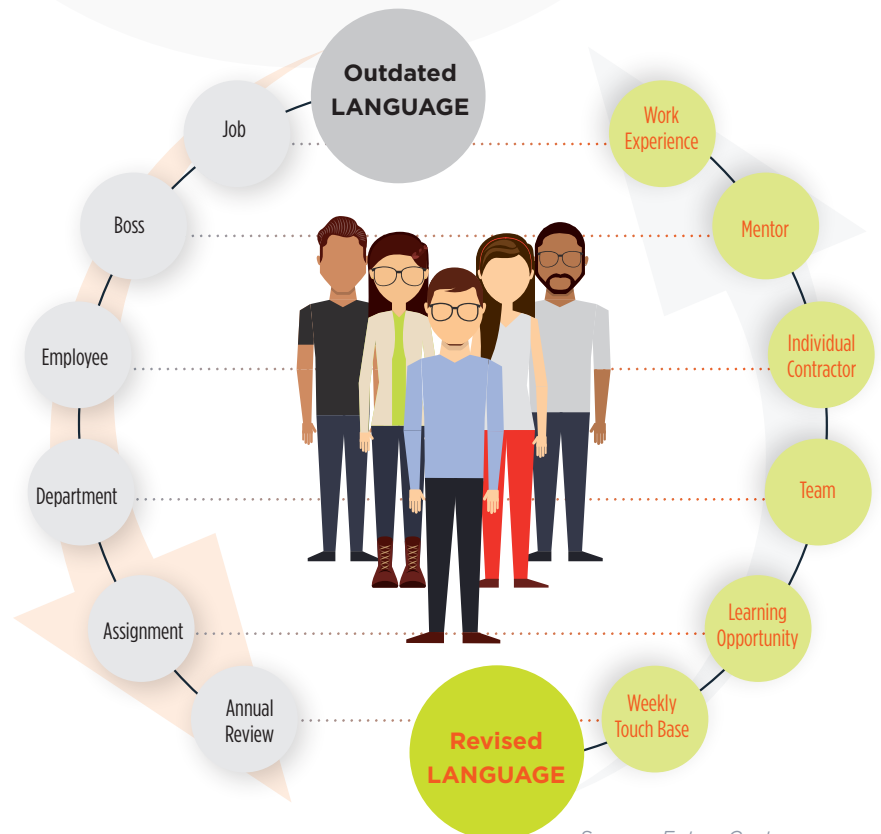 Outdated
LANGUAGE
Job
Work
Experience
Boss
Mentor
Employee
Individual
Contractor
Department
Team
Assignment
Learning
Opportunity
Annual
Review
Weekly
Touch Base
Revised
LANGUAGE